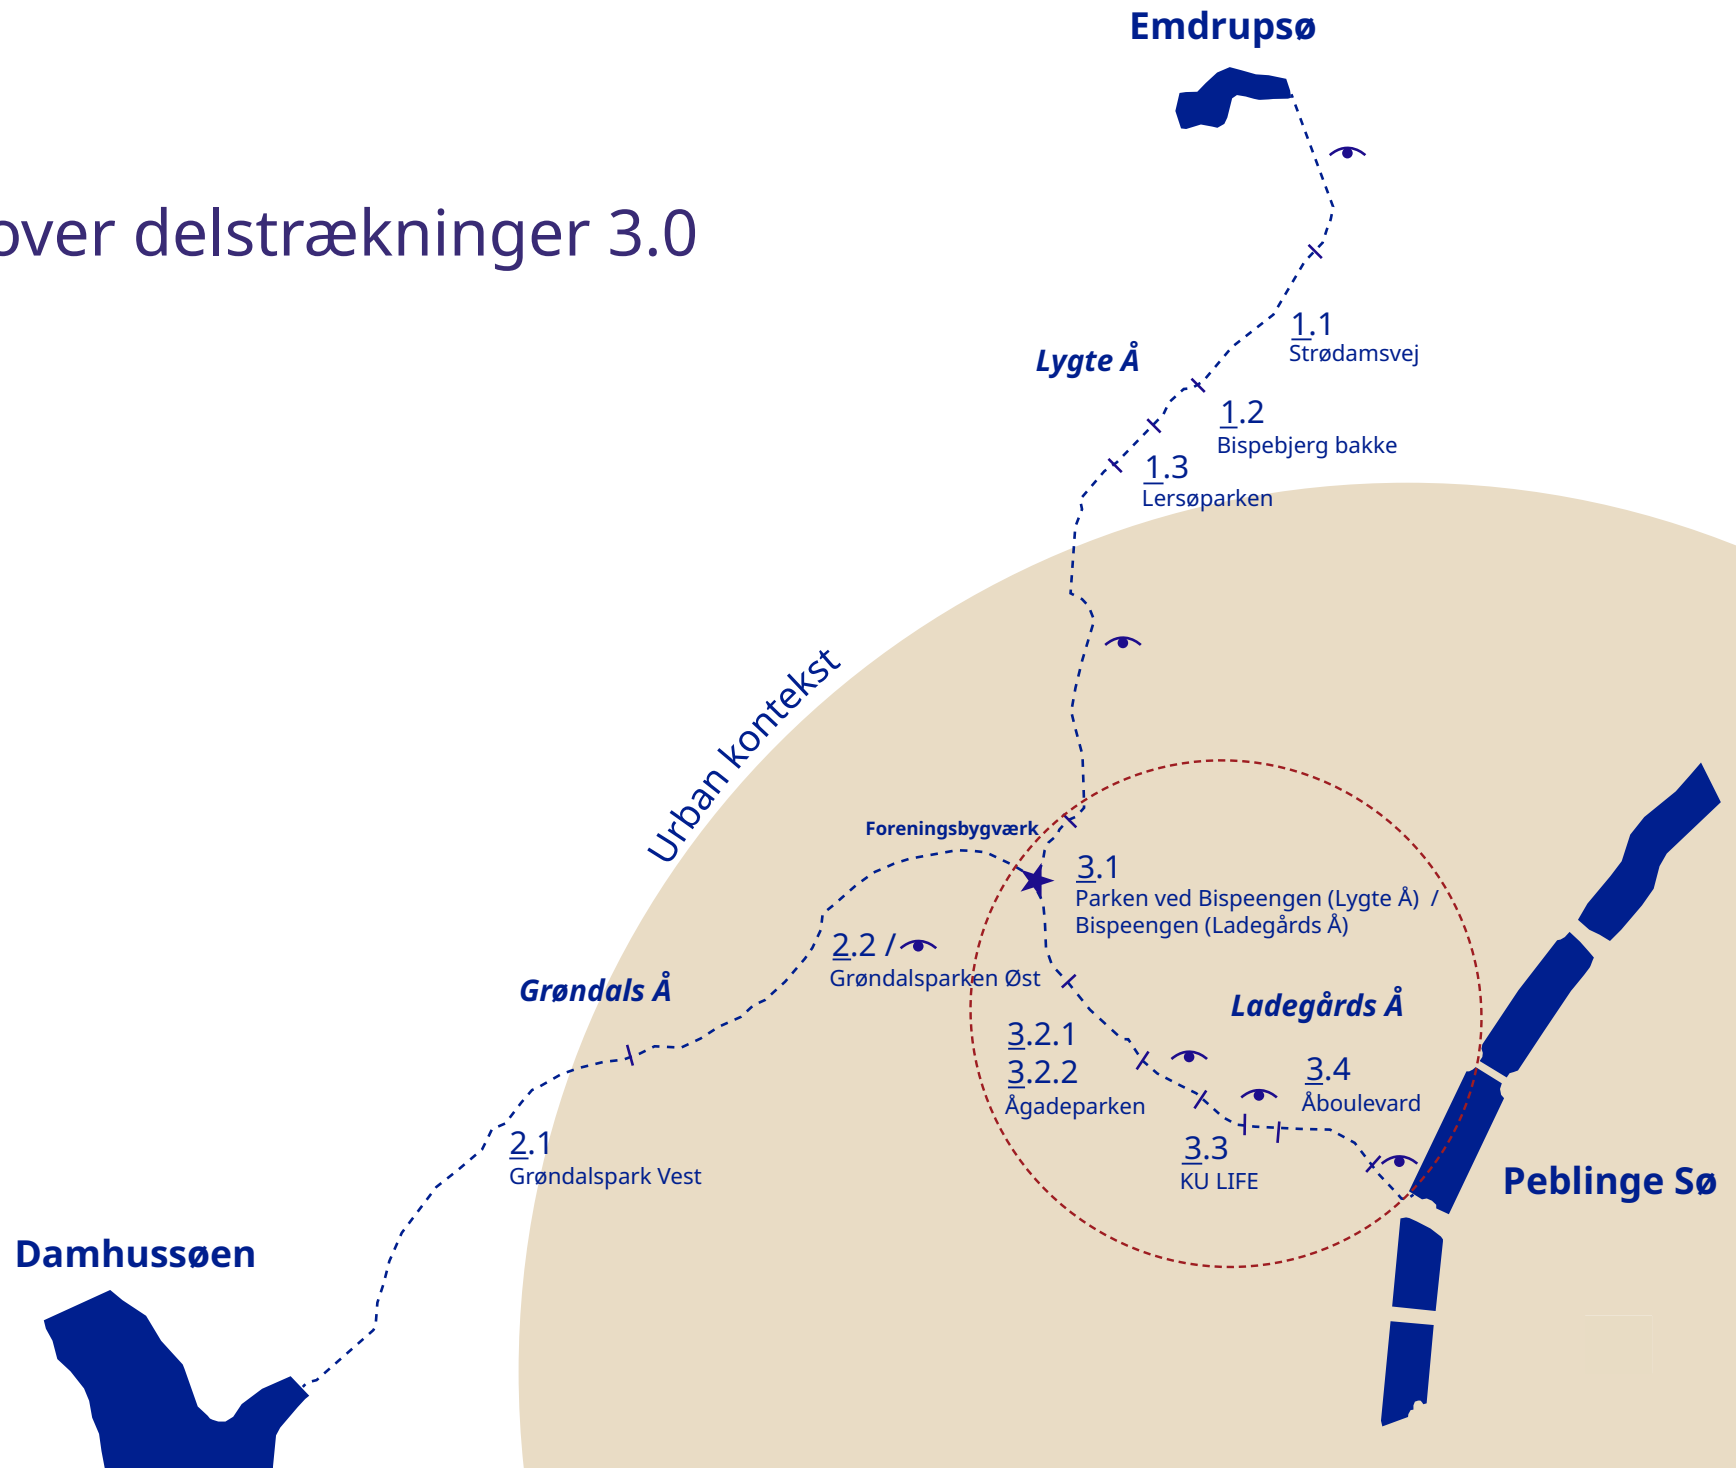 Emdrupsø
over delstrækninger 3.0
1.1
Strødamsvej
Lygte Å
1.2
Bispebjerg bakke
1.3
Lersøparken
Urban kontekst
Foreningsbygværk
3.1
Parken ved Bispeengen (Lygte Å) /
Bispeengen (Ladegårds Å)
2.2 /
Grøndalsparken Øst
Grøndals Å
Ladegårds Å
3.2.1
3.2.2
Ågadeparken
3.4
Åboulevard
2.1
Grøndalspark Vest
3.3
KU LIFE
Peblinge Sø
Damhussøen